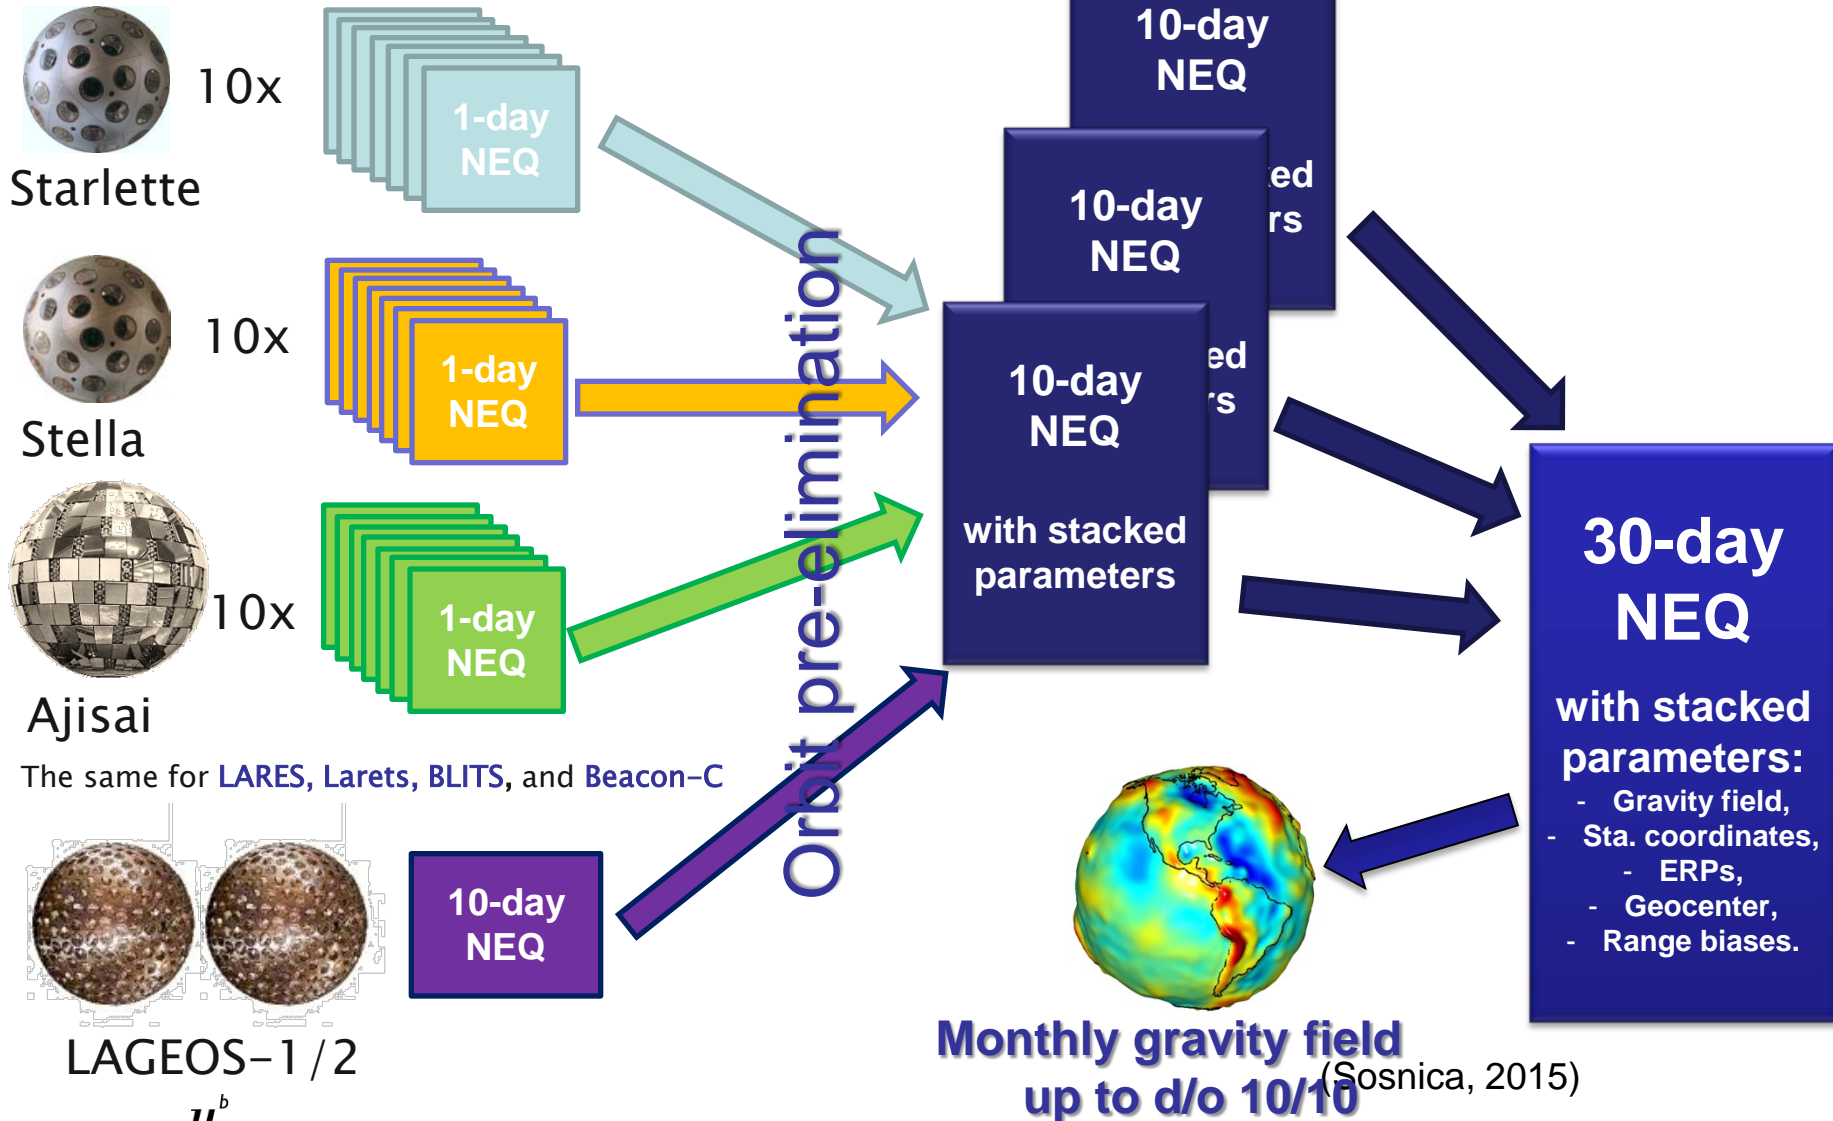 10x
1-day
NEQ
Starlette
10x
1-day
NEQ
Stella
10x
1-day
NEQ
Ajisai
The same for LARES, Larets, BLITS, and Beacon-C
10-day
NEQ
LAGEOS-1/2
b
Orbit pre-elimination
10-day
NEQ
ked
rs
10-day
NEQ
ed
rs
10-day
NEQ
with stacked
parameters
30-day
NEQ
with stacked
parameters:
- Gravity field,
- Sta. coordinates,
- ERPs,
- Geocenter,
- Range biases.
Monthly gravity field
up to d/o 10/10
(Sosnica, 2015)